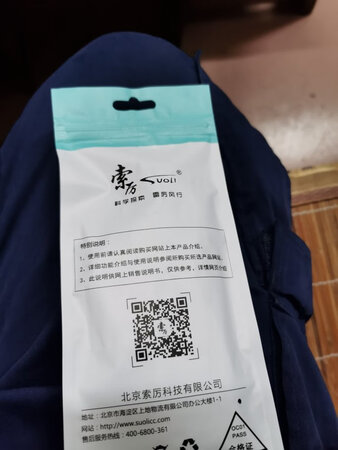 索厉 Suoli®
科学探索 雷厉风行
特别说明：
1、使用前请认真阅读购买网站上本产品介绍。
2、详细功能介绍与使用说明参阅所购买所选产品网站。
3、此说明供网上销售说明书，仅供参考，详情网页介绍
北京索厉科技有限公司
地址：北京市海淀区上地物流有限公司办公大楼1-1
网站：http://www.suolicc.com
售后服务热线：400-6800-361
OC01
PASS
合格证